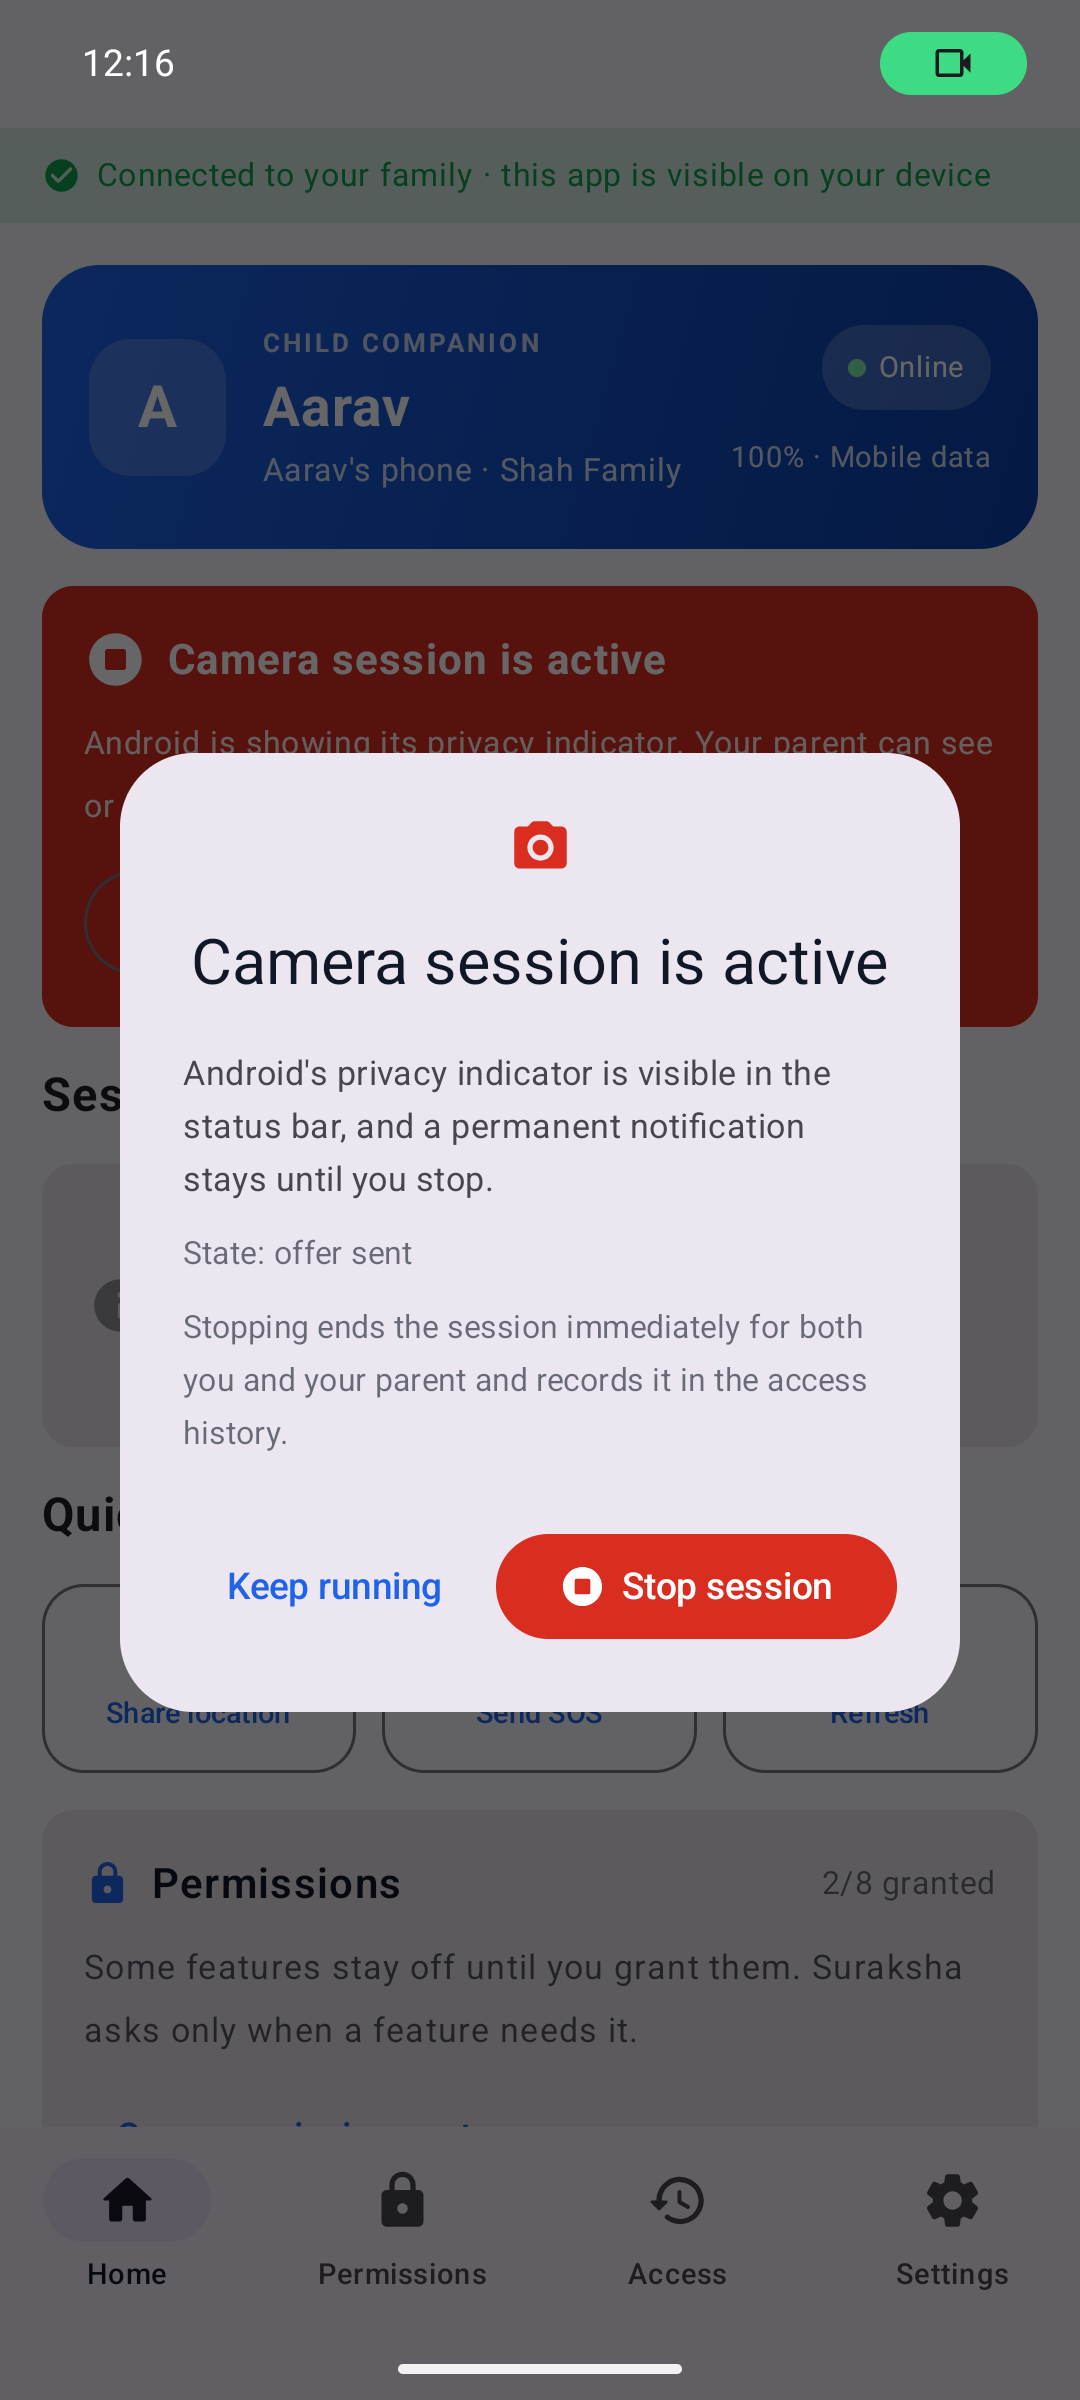 12:16
Connected to your family · this app is visible on your device
CHILD COMPANION
A
Aarav
Aarav's phone · Shah Family
Online
100% · Mobile data
Camera session is active
Android is showing its privacy indicator. Your parent can see
or
Camera session is active
Android's privacy indicator is visible in the
status bar, and a permanent notification
stays until you stop.
State: offer sent
Stopping ends the session immediately for both
you and your parent and records it in the access
history.
Keep running
Stop session
Share location
Send SOS
Refresh
Permissions
2/8 granted
Some features stay off until you grant them. Suraksha
asks only when a feature needs it.
Home
Permissions
Access
Settings